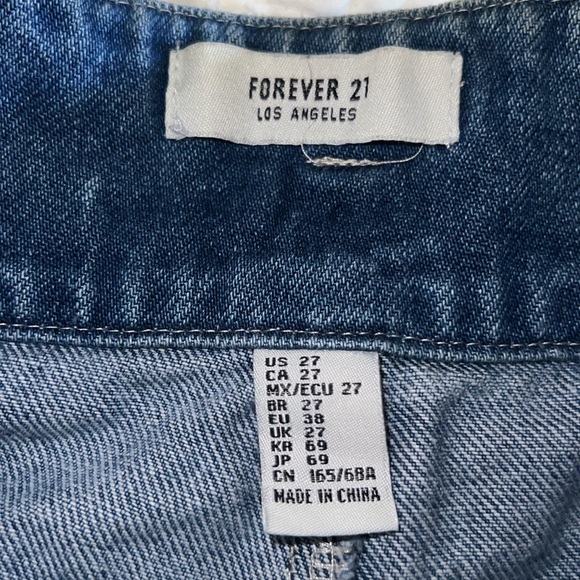 FOREVER 21
LOS ANGELES
US 27
CA 27
MX/ECU 27
BR 27
EU 38
UK 27
KR 69
JP 69
CN 165/68A
MADE IN CHINA